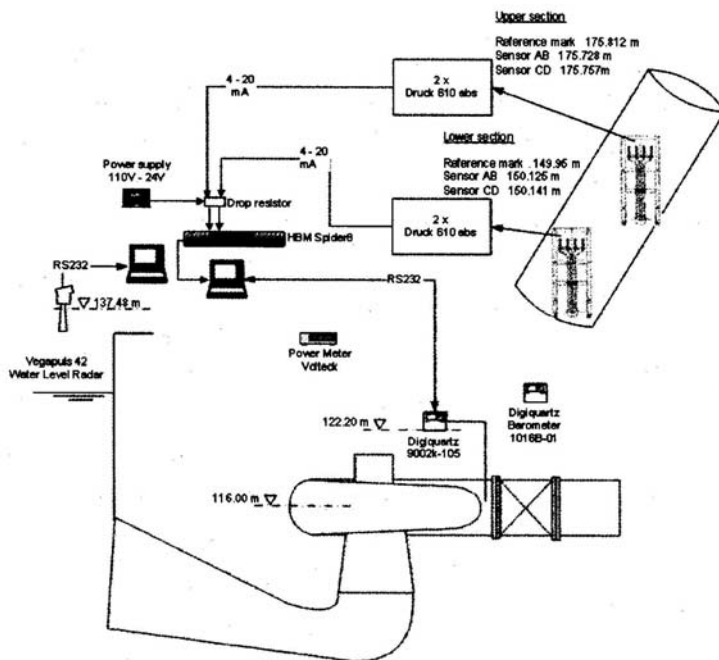 Upper section
Reference mark 175.812 m
Sensor AB 175.728 m
Sensor CD 175.757m
4 - 20
mA
2 x
Druck 610 abs
Lower section
Reference mark .149.95 m
Sensor AB 150.125 m
Sensor CD 150.141 m
4 - 20
mA
Power supply
110V - 24V
Drop resistor
2 x
Druck 610 abs
HBM Spider8
RS232
RS232
137.48 m
Vegapuls 42
Water Level Radar
Power Meter
Vdteck
Digiquartz
Barometer
1016B-01
122.20 m
Digiquartz
9002k-105
116.00 m